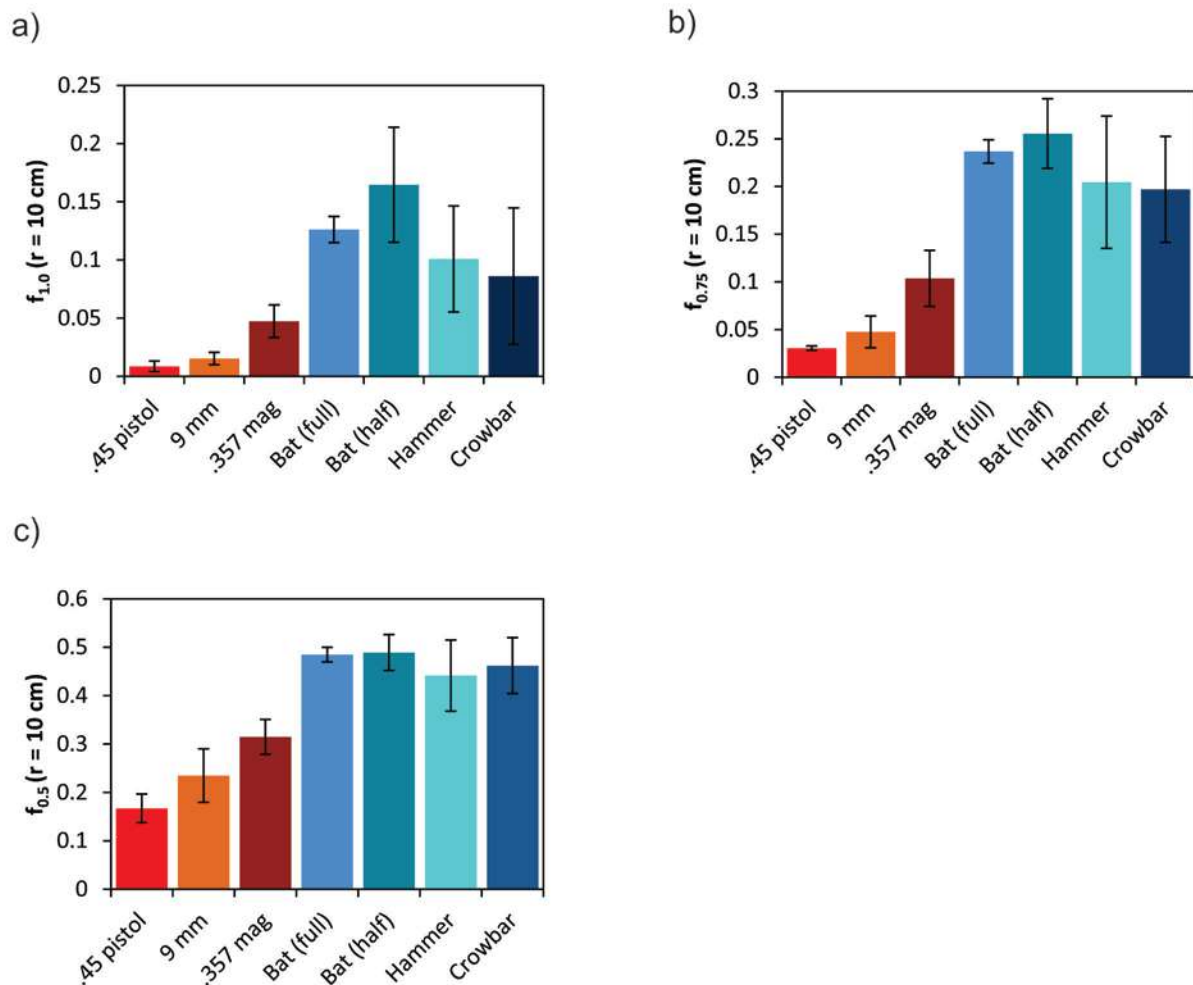 a)
0.25
0.2
0.15
0.1
0.05
0
f1.0 (r = 10 cm)
.45 pistol
9 mm
.357 mag
Bat (full)
Bat (half)
Hammer
Crowbar
b)
0.3
0.25
0.2
0.15
0.1
0.05
0
f0.75 (r = 10 cm)
.45 pistol
9 mm
.357 mag
Bat (full)
Bat (half)
Hammer
Crowbar
c)
0.6
0.5
0.4
0.3
0.2
0.1
0
f0.5 (r = 10 cm)
.45 pistol
9 mm
.357 mag
Bat (full)
Bat (half)
Hammer
Crowbar